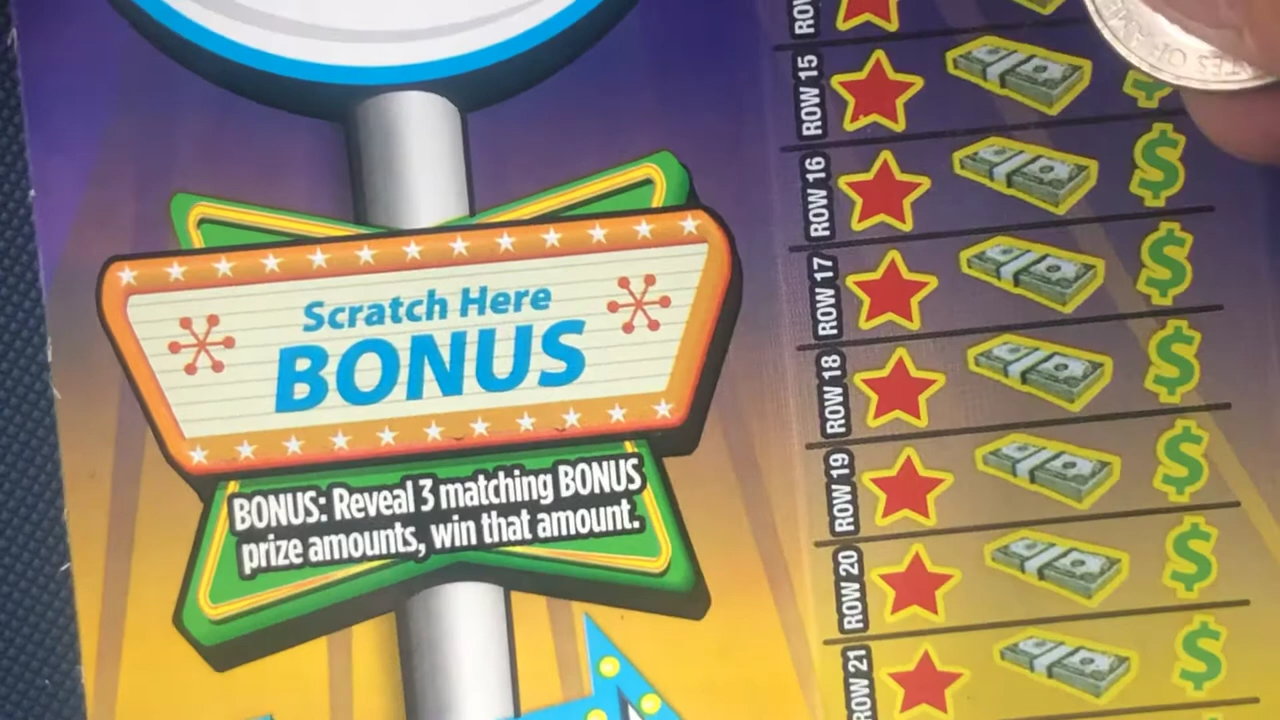 Scratch Here
BONUS
BONUS: Reveal 3 matching BONUS
prize amounts, win that amount.
ROW 15
$
ROW 16
$
ROW 17
$
ROW 18
$
ROW 19
$
ROW 20
$
ROW 21
$